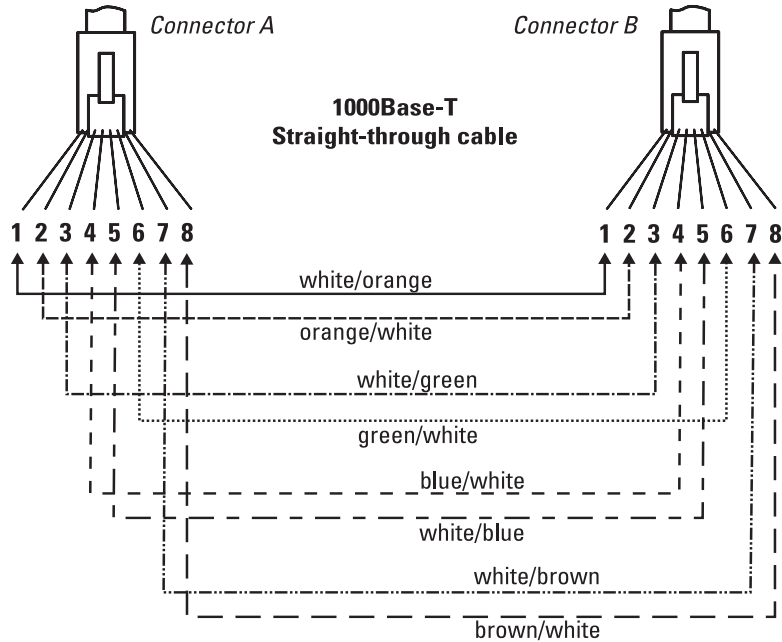 Connector A
Connector B
1000Base-T
Straight-through cable
1 2 3 4 5 6 7 8
1 2 3 4 5 6 7 8
white/orange
orange/white
white/green
green/white
blue/white
white/blue
white/brown
brown/white